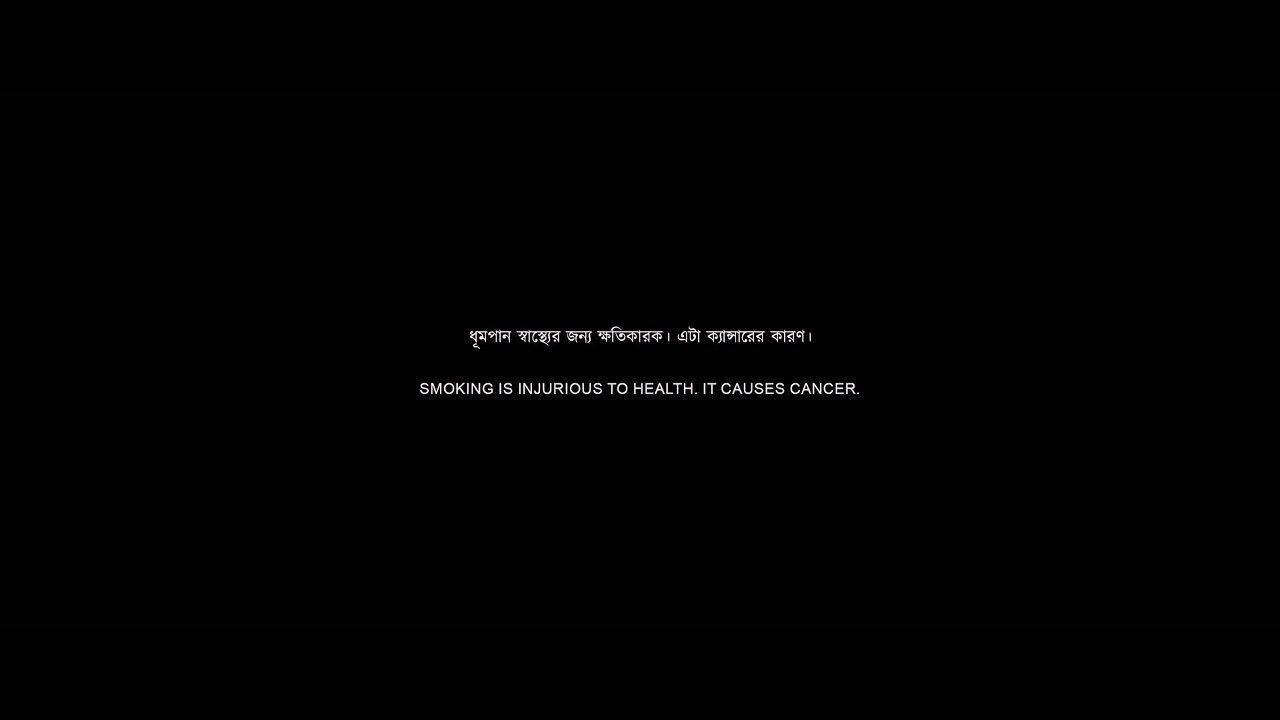 ধূমপান স্বাস্থ্যের জন্য ক্ষতিকারক। এটা ক্যান্সারের কারণ।
SMOKING IS INJURIOUS TO HEALTH. IT CAUSES CANCER.